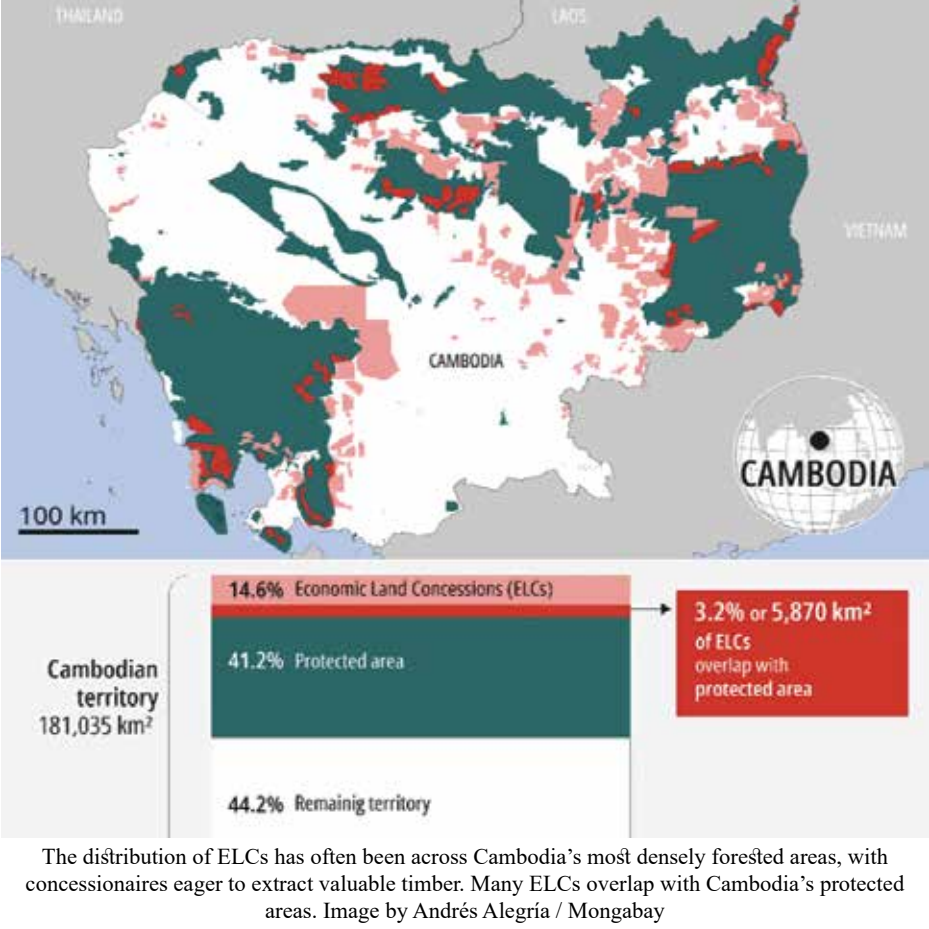 THAILAND
LAOS
VIETNAM
CAMBODIA
CAMBODIA
100 km
14.6% Economic Land Concessions (ELCs)
41.2% Protected area
44.2% Remainig territory
Cambodian
territory
181,035 km²
3.2% or 5,870 km²
of ELCs
overlap with
protected area
The distribution of ELCs has often been across Cambodia’s most densely forested areas, with
concessionaires eager to extract valuable timber. Many ELCs overlap with Cambodia’s protected
areas. Image by Andrés Alegría / Mongabay